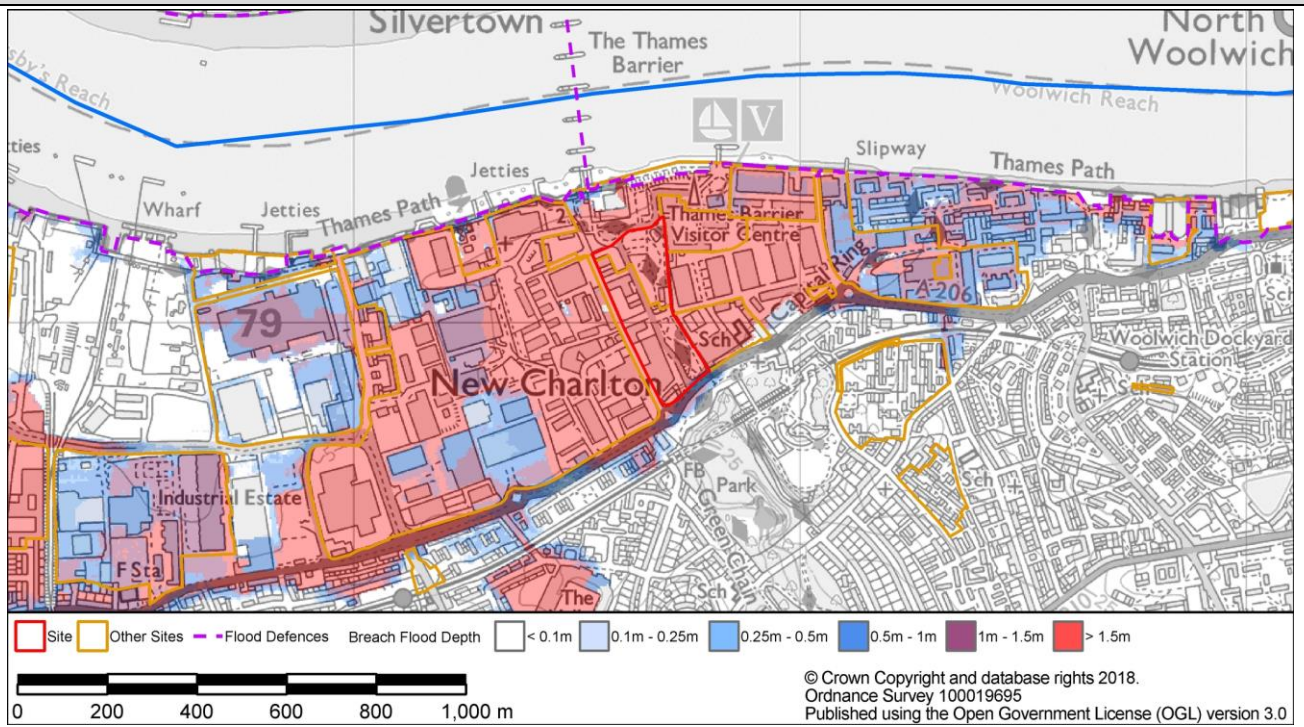 Silvertown
North
Woolwich
The Thames
Barrier
sby's Reach
Woolwich Reach
V
Jetties
Slipway
Thames Path
Wharf
Jetties
Thames Path
2
Thames Barrier
Visitor Centre
Capital Ring
A 206
79
Sch
Woolwich Dockyard
Station
New Charlton
FB
25
Park
Sch
Industrial Estate
Green Chain
F Sta
Sch
The
Site
Other Sites
Flood Defences
Breach Flood Depth
< 0.1m
0.1m - 0.25m
0.25m - 0.5m
0.5m - 1m
1m - 1.5m
> 1.5m
0 200 400 600 800 1,000 m
© Crown Copyright and database rights 2018.
Ordnance Survey 100019695
Published using the Open Government License (OGL) version 3.0